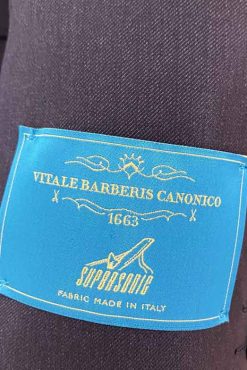 VITALE BARBERIS CANONICO
1663
SUPERSONIC
FABRIC MADE IN ITALY